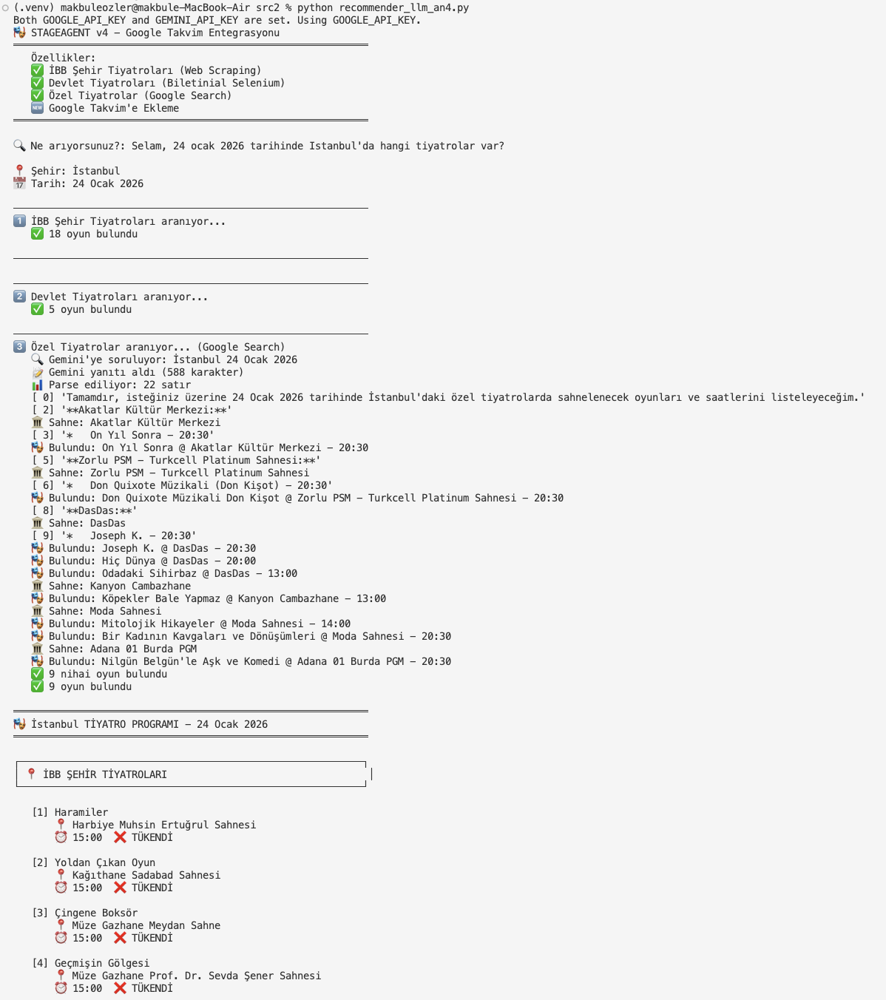 (.venv) makbuleozler@makbule-MacBook-Air src2 % python recommender_llm_an4.py
Both GOOGLE_API_KEY and GEMINI_API_KEY are set. Using GOOGLE_API_KEY.
🎭 STAGEAGENT v4 - Google Takvim Entegrasyonu
Özellikler:
✅ İBB Şehir Tiyatroları (Web Scraping)
✅ Devlet Tiyatroları (Biletinial Selenium)
✅ Özel Tiyatrolar (Google Search)
🆕 Google Takvim'e Ekleme
🔍 Ne arıyorsunuz?: Selam, 24 ocak 2026 tarihinde Istanbul'da hangi tiyatrolar var?
📍 Şehir: İstanbul
📅 Tarih: 24 Ocak 2026
1️⃣ İBB Şehir Tiyatroları aranıyor...
✅ 18 oyun bulundu
2️⃣ Devlet Tiyatroları aranıyor...
✅ 5 oyun bulundu
3️⃣ Özel Tiyatrolar aranıyor... (Google Search)
🔍 Gemini'ye soruluyor: İstanbul 24 Ocak 2026
📝 Gemini yanıtı aldı (588 karakter)
📊 Parse ediliyor: 22 satır
[ 0] 'Tamamdır, isteğiniz üzerine 24 Ocak 2026 tarihinde İstanbul'daki özel tiyatrolarda sahnelenecek oyunları ve saatlerini listeleyeceğim.'
[ 2] '**Akatlar Kültür Merkezi:**'
🏛️ Sahne: Akatlar Kültür Merkezi
[ 3] '*   On Yıl Sonra - 20:30'
🎭 Bulundu: On Yıl Sonra @ Akatlar Kültür Merkezi - 20:30
[ 5] '**Zorlu PSM - Turkcell Platinum Sahnesi:**'
🏛️ Sahne: Zorlu PSM - Turkcell Platinum Sahnesi
[ 6] '*   Don Quixote Müzikali (Don Kişot) - 20:30'
🎭 Bulundu: Don Quixote Müzikali Don Kişot @ Zorlu PSM - Turkcell Platinum Sahnesi - 20:30
[ 8] '**DasDas:**'
🏛️ Sahne: DasDas
[ 9] '*   Joseph K. - 20:30'
🎭 Bulundu: Joseph K. @ DasDas - 20:30
🎭 Bulundu: Hiç Dünya @ DasDas - 20:00
🎭 Bulundu: Odadaki Sihirbaz @ DasDas - 13:00
🏛️ Sahne: Kanyon Cambazhane
🎭 Bulundu: Köpekler Bale Yapmaz @ Kanyon Cambazhane - 13:00
🏛️ Sahne: Moda Sahnesi
🎭 Bulundu: Mitolojik Hikayeler @ Moda Sahnesi - 14:00
🎭 Bulundu: Bir Kadının Kavgaları ve Dönüşümleri @ Moda Sahnesi - 20:30
🏛️ Sahne: Adana 01 Burda PGM
🎭 Bulundu: Nilgün Belgün'le Aşk ve Komedi @ Adana 01 Burda PGM - 20:30
✅ 9 nihai oyun bulundu
✅ 9 oyun bulundu
🎭 İstanbul TİYATRO PROGRAMI - 24 Ocak 2026
📍 İBB ŞEHİR TİYATROLARI
[1] Haramiler
📍 Harbiye Muhsin Ertuğrul Sahnesi
⏰ 15:00 ❌ TÜKENDİ
[2] Yoldan Çıkan Oyun
📍 Kağıthane Sadabad Sahnesi
⏰ 15:00 ❌ TÜKENDİ
[3] Çingene Boksör
📍 Müze Gazhane Meydan Sahne
⏰ 15:00 ❌ TÜKENDİ
[4] Geçmişin Gölgesi
📍 Müze Gazhane Prof. Dr. Sevda Şener Sahnesi
⏰ 15:00 ❌ TÜKENDİ